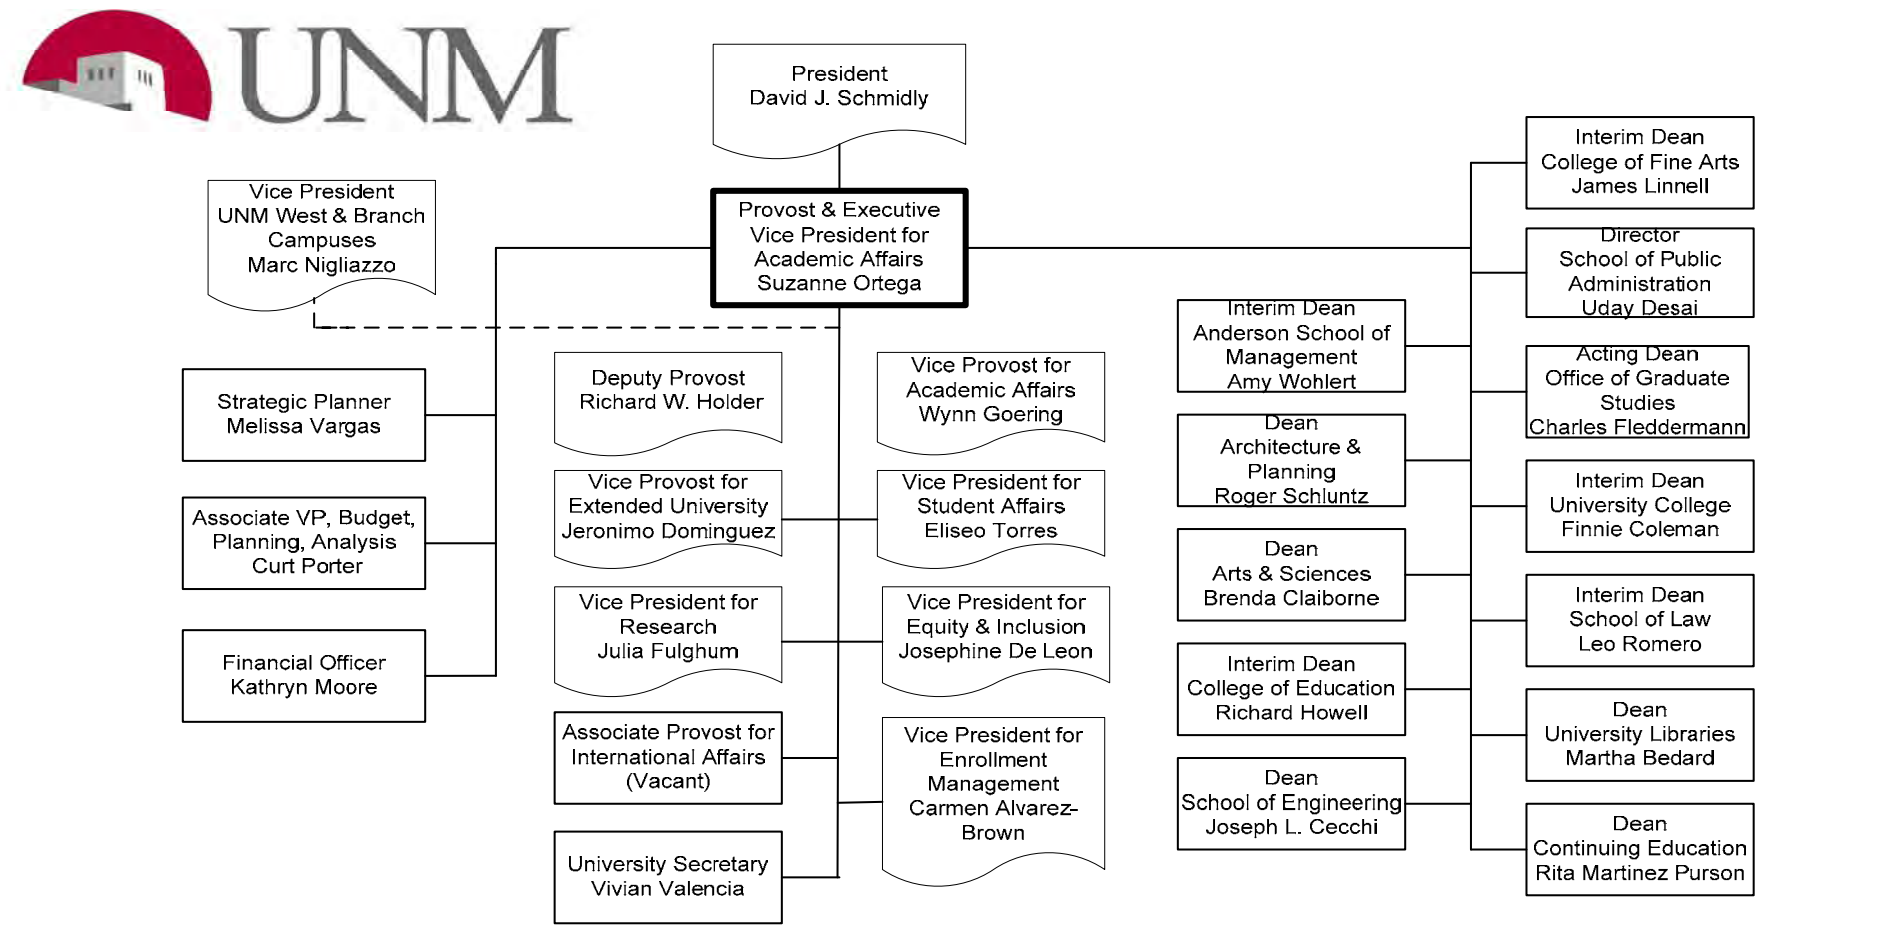 UNM
President
David J. Schmidly
Vice President
UNM West & Branch
Campuses
Marc Nigliazzo
Provost & Executive
Vice President for
Academic Affairs
Suzanne Ortega
Strategic Planner
Melissa Vargas
Associate VP, Budget,
Planning, Analysis
Curt Porter
Financial Officer
Kathryn Moore
Deputy Provost
Richard W. Holder
Vice Provost for
Academic Affairs
Wynn Goering
Vice Provost for
Extended University
Jeronimo Dominguez
Vice President for
Student Affairs
Eliseo Torres
Vice President for
Research
Julia Fulghum
Vice President for
Equity & Inclusion
Josephine De Leon
Associate Provost for
International Affairs
(Vacant)
Vice President for
Enrollment
Management
Carmen Alvarez-
Brown
University Secretary
Vivian Valencia
Interim Dean
Anderson School of
Management
Amy Wohlert
Dean
Architecture &
Planning
Roger Schluntz
Dean
Arts & Sciences
Brenda Claiborne
Interim Dean
College of Education
Richard Howell
Dean
School of Engineering
Joseph L. Cecchi
Interim Dean
College of Fine Arts
James Linnell
Director
School of Public
Administration
Uday Desai
Acting Dean
Office of Graduate
Studies
Charles Fleddermann
Interim Dean
University College
Finnie Coleman
Interim Dean
School of Law
Leo Romero
Dean
University Libraries
Martha Bedard
Dean
Continuing Education
Rita Martinez Purson